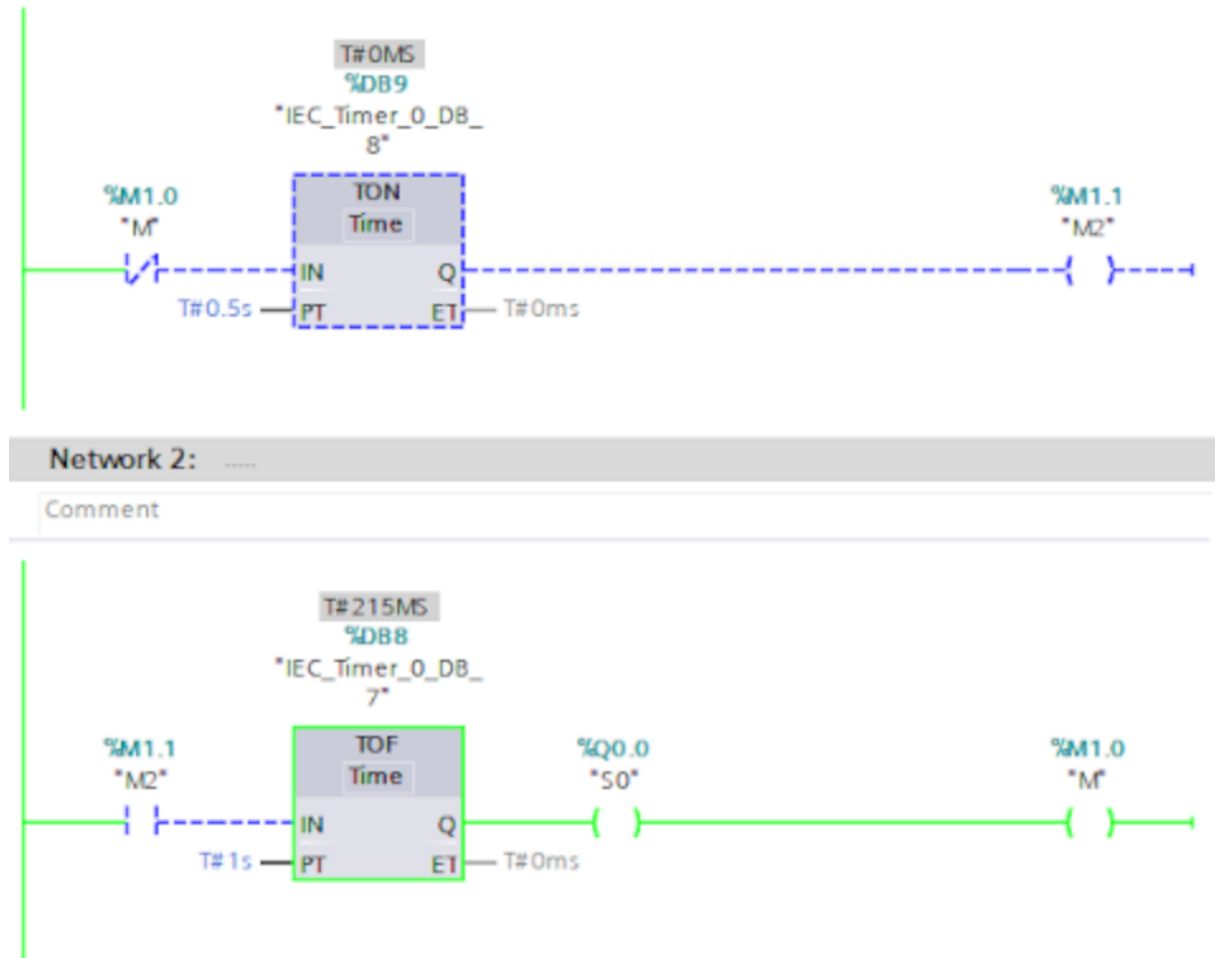 T#0MS
%DB9
"IEC_Timer_0_DB_
8"
%M1.0
"M"
TON
Time
%M1.1
"M2"
IN
Q
T#0.5s
PT
ET
T#0ms
Network 2: .....
Comment
T#215MS
%DB8
"IEC_Timer_0_DB_
7"
%M1.1
"M2"
TOF
Time
%Q0.0
"S0"
%M1.0
"M"
IN
Q
T#1s
PT
ET
T#0ms